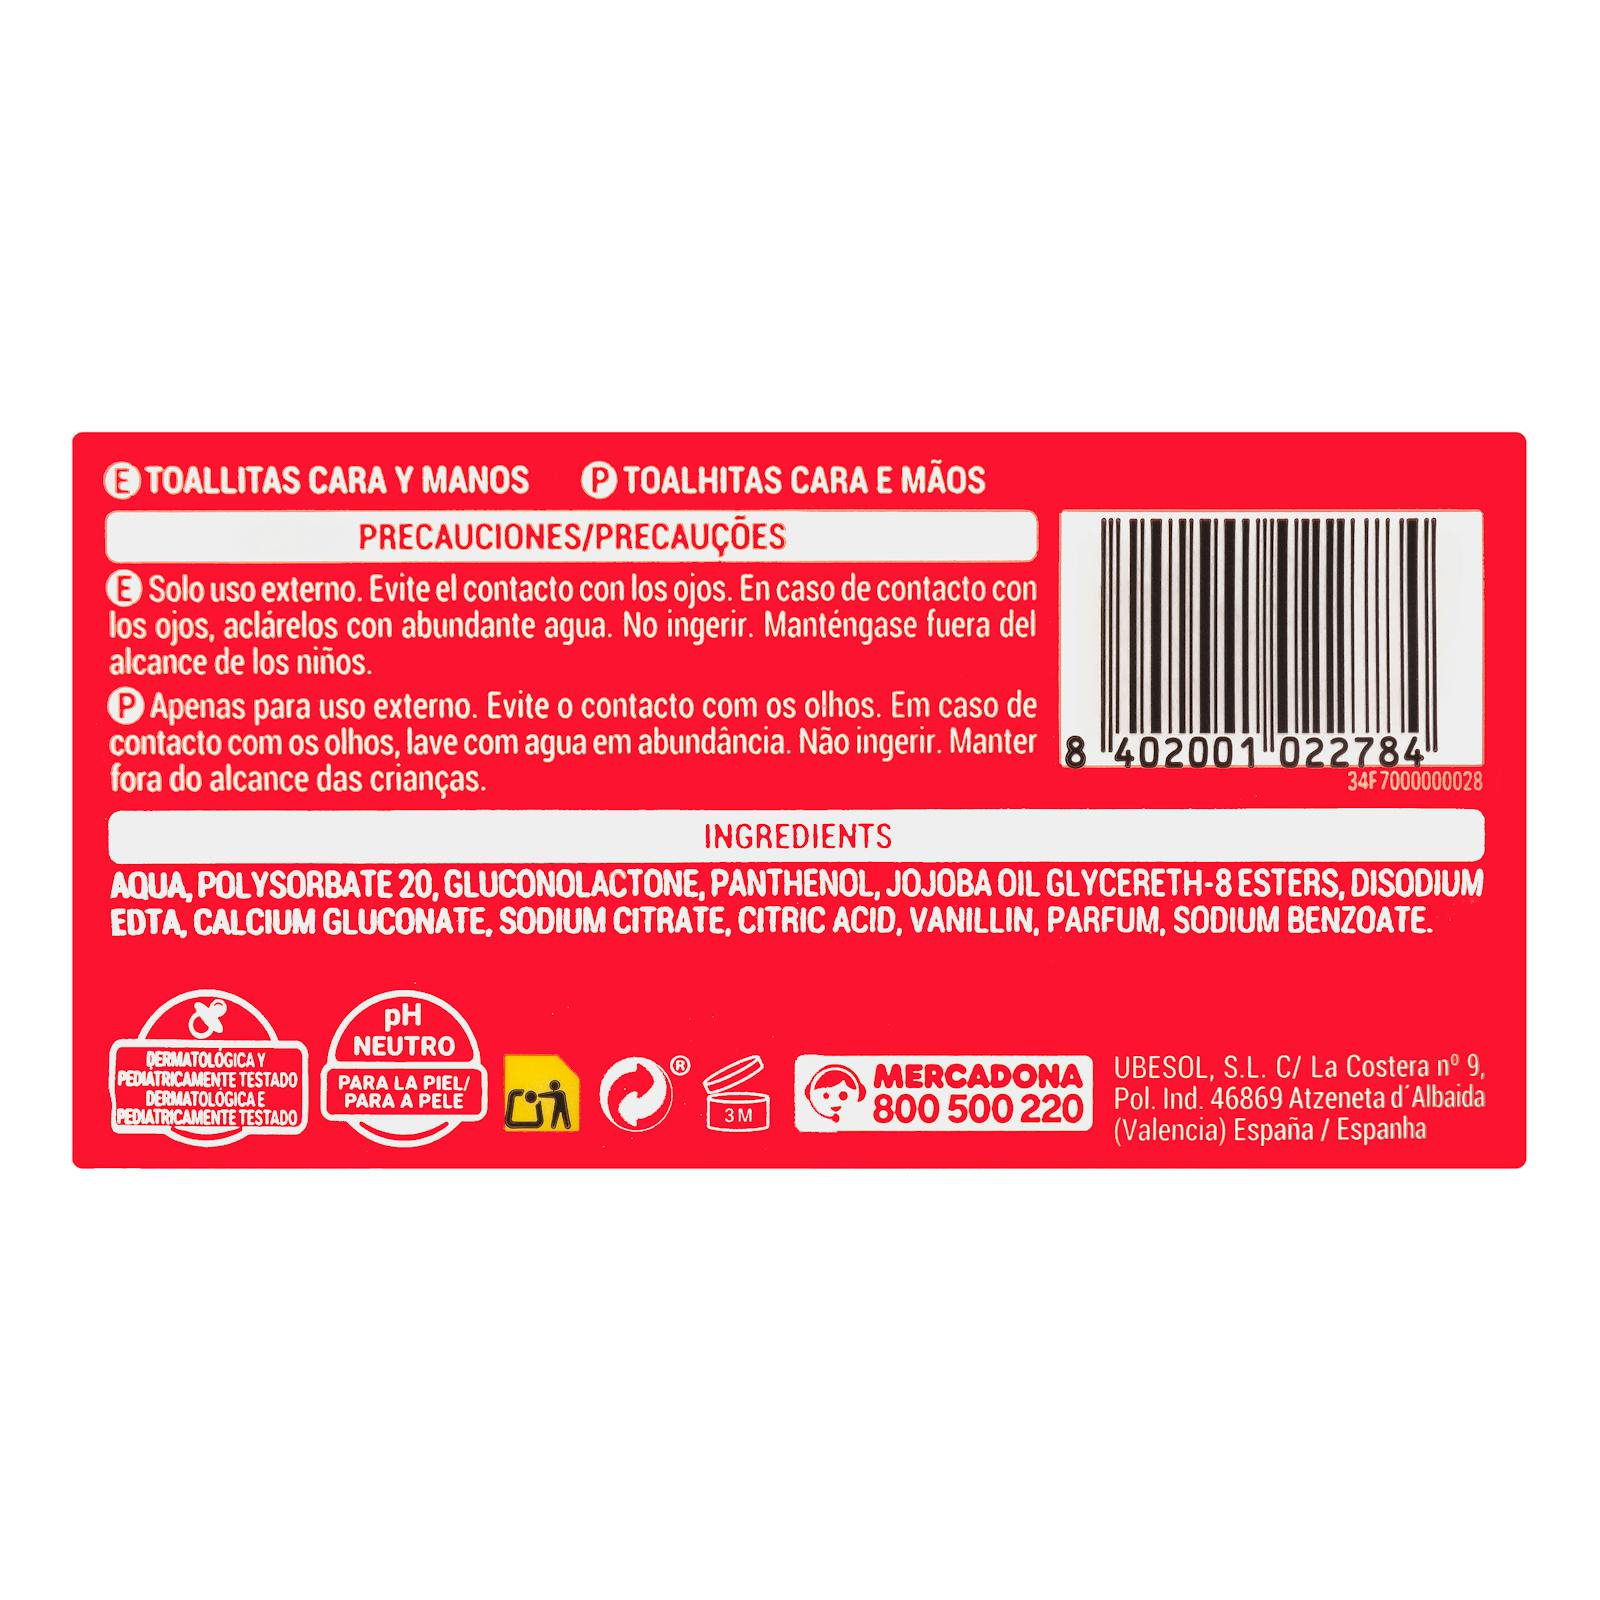 E TOALLITAS CARA Y MANOS
P TOALHITAS CARA E MÃOS
PRECAUCIONES/PRECAUÇÕES
E Solo uso externo. Evite el contacto con los ojos. En caso de contacto con
los ojos, aclárelos con abundante agua. No ingerir. Manténgase fuera del
alcance de los niños.
P Apenas para uso externo. Evite o contacto com os olhos. Em caso de
contacto com os olhos, lave com agua em abundância. Não ingerir. Manter
fora do alcance das crianças.
8 402001 022784
34F7000000028
INGREDIENTS
AQUA, POLYSORBATE 20, GLUCONOLACTONE, PANTHENOL, JOJOBA OIL GLYCERETH-8 ESTERS, DISODIUM
EDTA, CALCIUM GLUCONATE, SODIUM CITRATE, CITRIC ACID, VANILLIN, PARFUM, SODIUM BENZOATE.
DERMATOLÓGICA Y
PEDIÁTRICAMENTE TESTADO
DERMATOLÓGICA E
PEDIATRICAMENTE TESTADO
pH
NEUTRO
PARA LA PIEL/
PARA A PELE
®
3 M
MERCADONA
800 500 220
UBESOL, S.L. C/ La Costera nº 9,
Pol. Ind. 46869 Atzeneta d´Albaida
(Valencia) España / Espanha